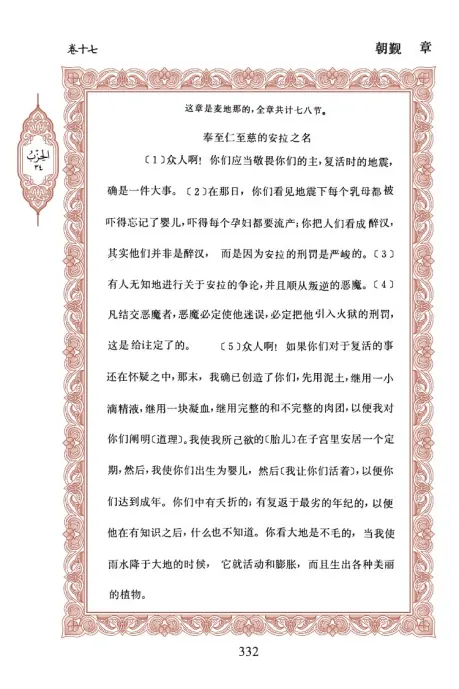 卷十七
朝觐 章
الحزب
٣٤
这章是麦地那的，全章共计七八节。
奉至仁至慈的安拉之名
〔1〕众人啊！你们应当敬畏你们的主，复活时的地震，
确是一件大事。〔2〕在那日，你们看见地震下每个乳母都被
吓得忘记了婴儿，吓得每个孕妇都要流产；你把人们看成醉汉，
其实他们并非是醉汉， 而是因为安拉的刑罚是严峻的。〔3〕
有人无知地进行关于安拉的争论，并且顺从叛逆的恶魔。〔4〕
凡结交恶魔者，恶魔必定使他迷误，必定把他引入火狱的刑罚，
这是给注定了的。 〔5〕众人啊！如果你们对于复活的事
还在怀疑之中，那末，我确已创造了你们，先用泥土，继用一小
滴精液，继用一块凝血，继用完整的和不完整的肉团，以便我对
你们阐明〔道理〕。我使我所已欲的〔胎儿〕在子宫里安居一个定
期，然后，我使你们出生为婴儿，然后〔我让你们活着〕，以便你
们达到成年。你们中有夭折的；有复返于最劣的年纪的，以便
他在有知识之后，什么也不知道。你看大地是不毛的，当我使
雨水降于大地的时候， 它就活动和膨胀，而且生出各种美丽
的植物。
332